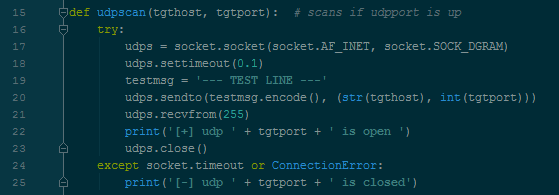 15 def udpscan(tgthost, tgtport):  # scans if udpport is up
16     try:
17         udps = socket.socket(socket.AF_INET, socket.SOCK_DGRAM)
18         udps.settimeout(0.1)
19         testmsg = '--- TEST LINE ---'
20         udps.sendto(testmsg.encode(), (str(tgthost), int(tgtport)))
21         udps.recvfrom(255)
22         print('[+] udp ' + tgtport + ' is open ')
23         udps.close()
24     except socket.timeout or ConnectionError:
25         print('[-] udp ' + tgtport + ' is closed')